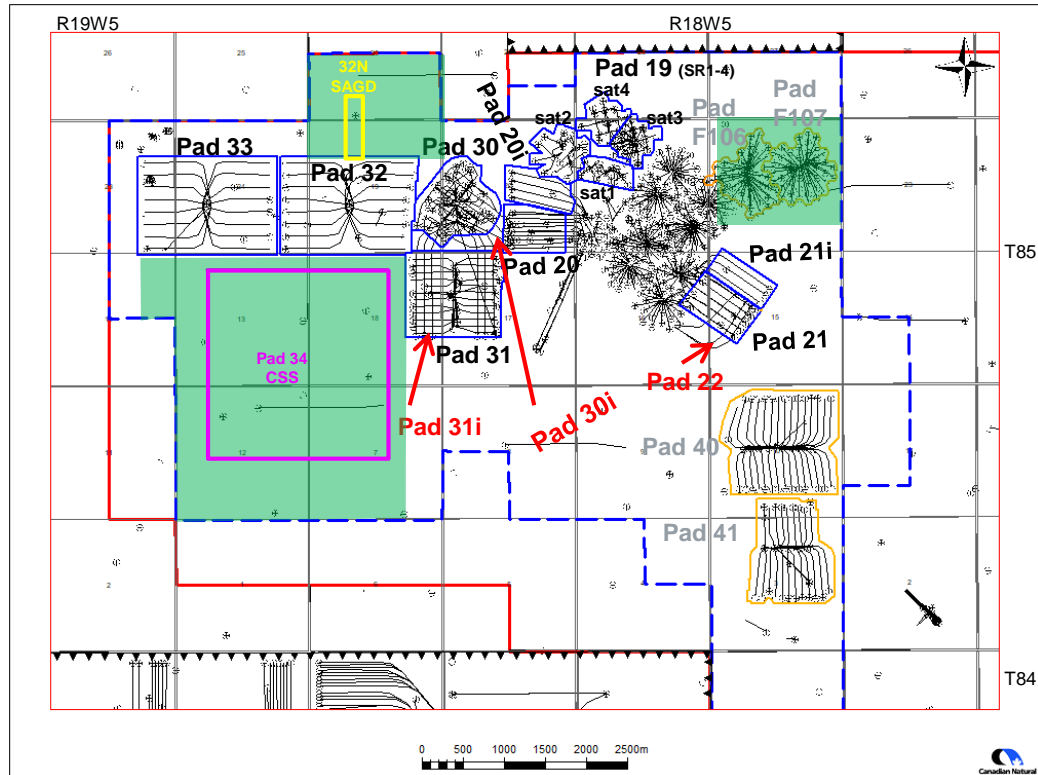 R19W5
R18W5
32N
SAGD
Pad 19 (SR1-4)
sat4
sat2
sat3
sat1
Pad
F106
Pad
F107
Pad 20i
Pad 33
Pad 32
Pad 30
Pad 20
Pad 21i
T85
Pad 21
Pad 31
Pad 34
CSS
Pad 22
Pad 31i
Pad 30i
Pad 40
Pad 41
T84
0 500 1000 1500 2000 2500m
Canadian Natural